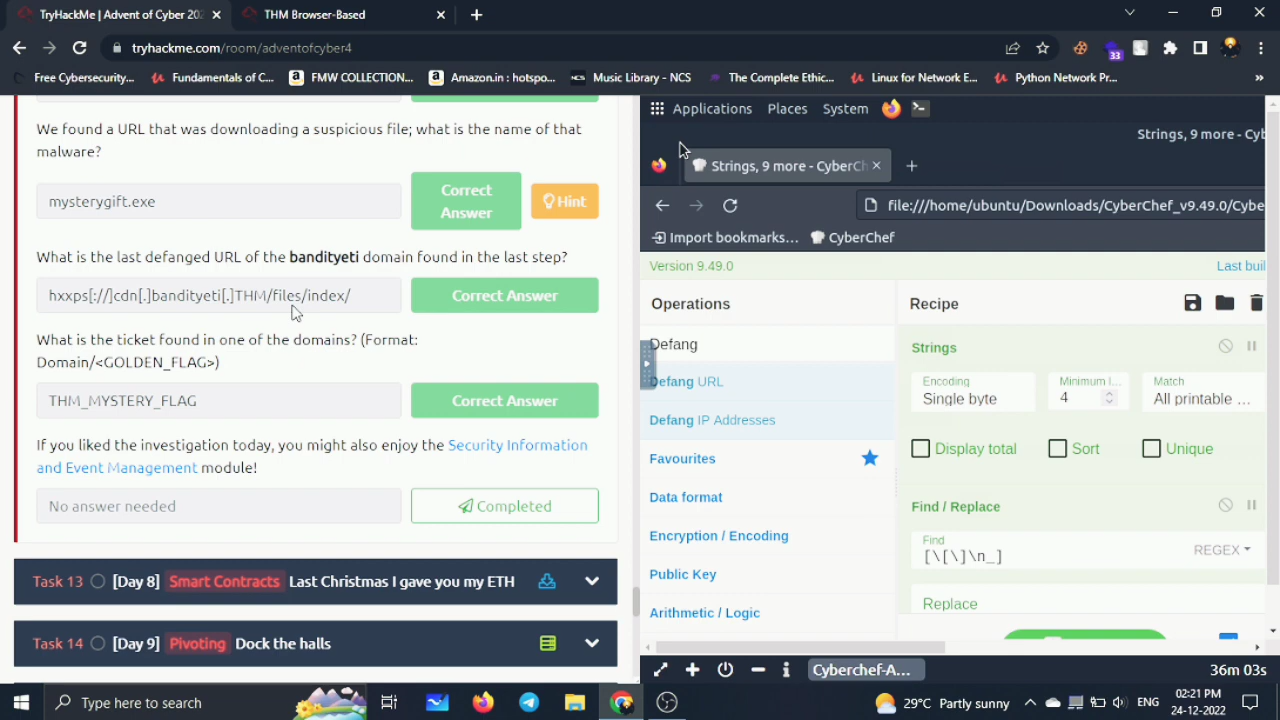 TryHackMe | Advent of Cyber 202
THM Browser-Based
tryhackme.com/room/adventofcyber4
33
Free Cybersecurity...
Fundamentals of C...
FMW COLLECTION...
Amazon.in : hotspo...
NCS
Music Library - NCS
The Complete Ethic...
Linux for Network E...
Python Network Pr...
»
We found a URL that was downloading a suspicious file; what is the name of that
malware?
mysterygift.exe
Correct
Answer
Hint
What is the last defanged URL of the bandityeti domain found in the last step?
hxxps[://]cdn[.]bandityeti[.]THM/files/index/
Correct Answer
What is the ticket found in one of the domains? (Format:
Domain/<GOLDEN_FLAG>)
THM_MYSTERY_FLAG
Correct Answer
If you liked the investigation today, you might also enjoy the Security Information
and Event Management module!
No answer needed
Completed
Task 13 [Day 8] Smart Contracts Last Christmas I gave you my ETH
Task 14 [Day 9] Pivoting Dock the halls
Applications Places System
Strings, 9 more - Cyb
Strings, 9 more - CyberCh
file:///home/ubuntu/Downloads/CyberChef_v9.49.0/Cybe
Import bookmarks... CyberChef
Version 9.49.0
Last buil
Operations
Defang
Defang URL
Defang IP Addresses
Favourites
Data format
Encryption / Encoding
Public Key
Arithmetic / Logic
Recipe
Strings
Encoding
Single byte
Minimum l...
4
Match
All printable ...
Display total
Sort
Unique
Find / Replace
Find
[\[\]\n_]
REGEX
Replace
Cyberchef-A...
36m 03s
Type here to search
29°C Partly sunny
ENG
02:21 PM
24-12-2022